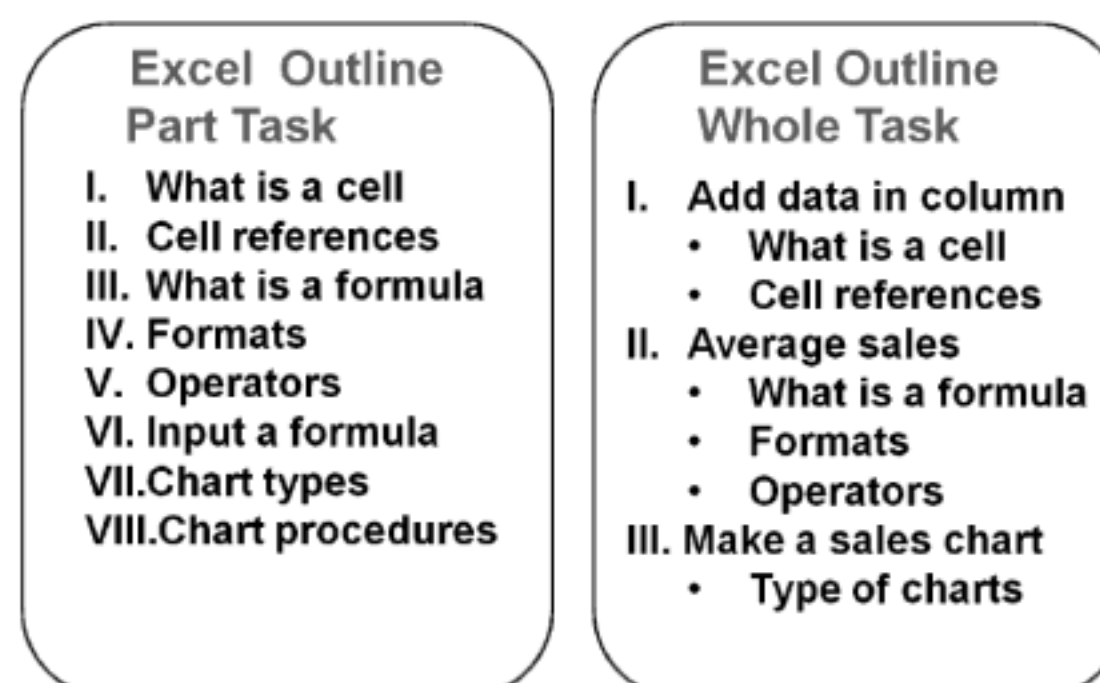 Excel Outline
Part Task
I. What is a cell
II. Cell references
III. What is a formula
IV. Formats
V. Operators
VI. Input a formula
VII.Chart types
VIII.Chart procedures
Excel Outline
Whole Task
I. Add data in column
• What is a cell
• Cell references
II. Average sales
• What is a formula
• Formats
• Operators
III. Make a sales chart
• Type of charts